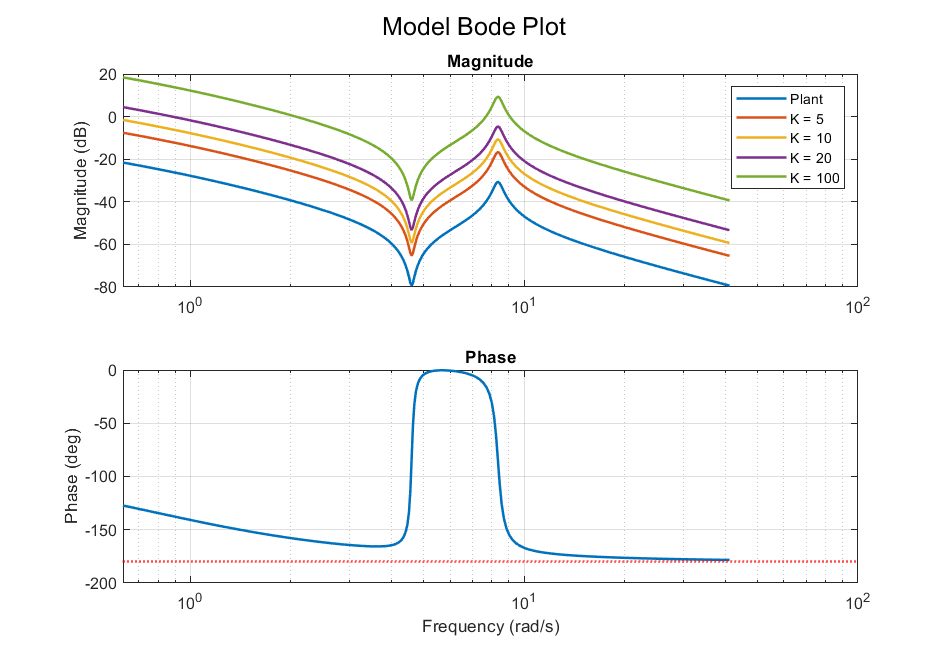 Model Bode Plot
Magnitude
Magnitude (dB)
20
0
-20
-40
-60
-80
10^0
10^1
10^2
Plant
K = 5
K = 10
K = 20
K = 100
Phase
Phase (deg)
0
-50
-100
-150
-200
10^0
10^1
10^2
Frequency (rad/s)